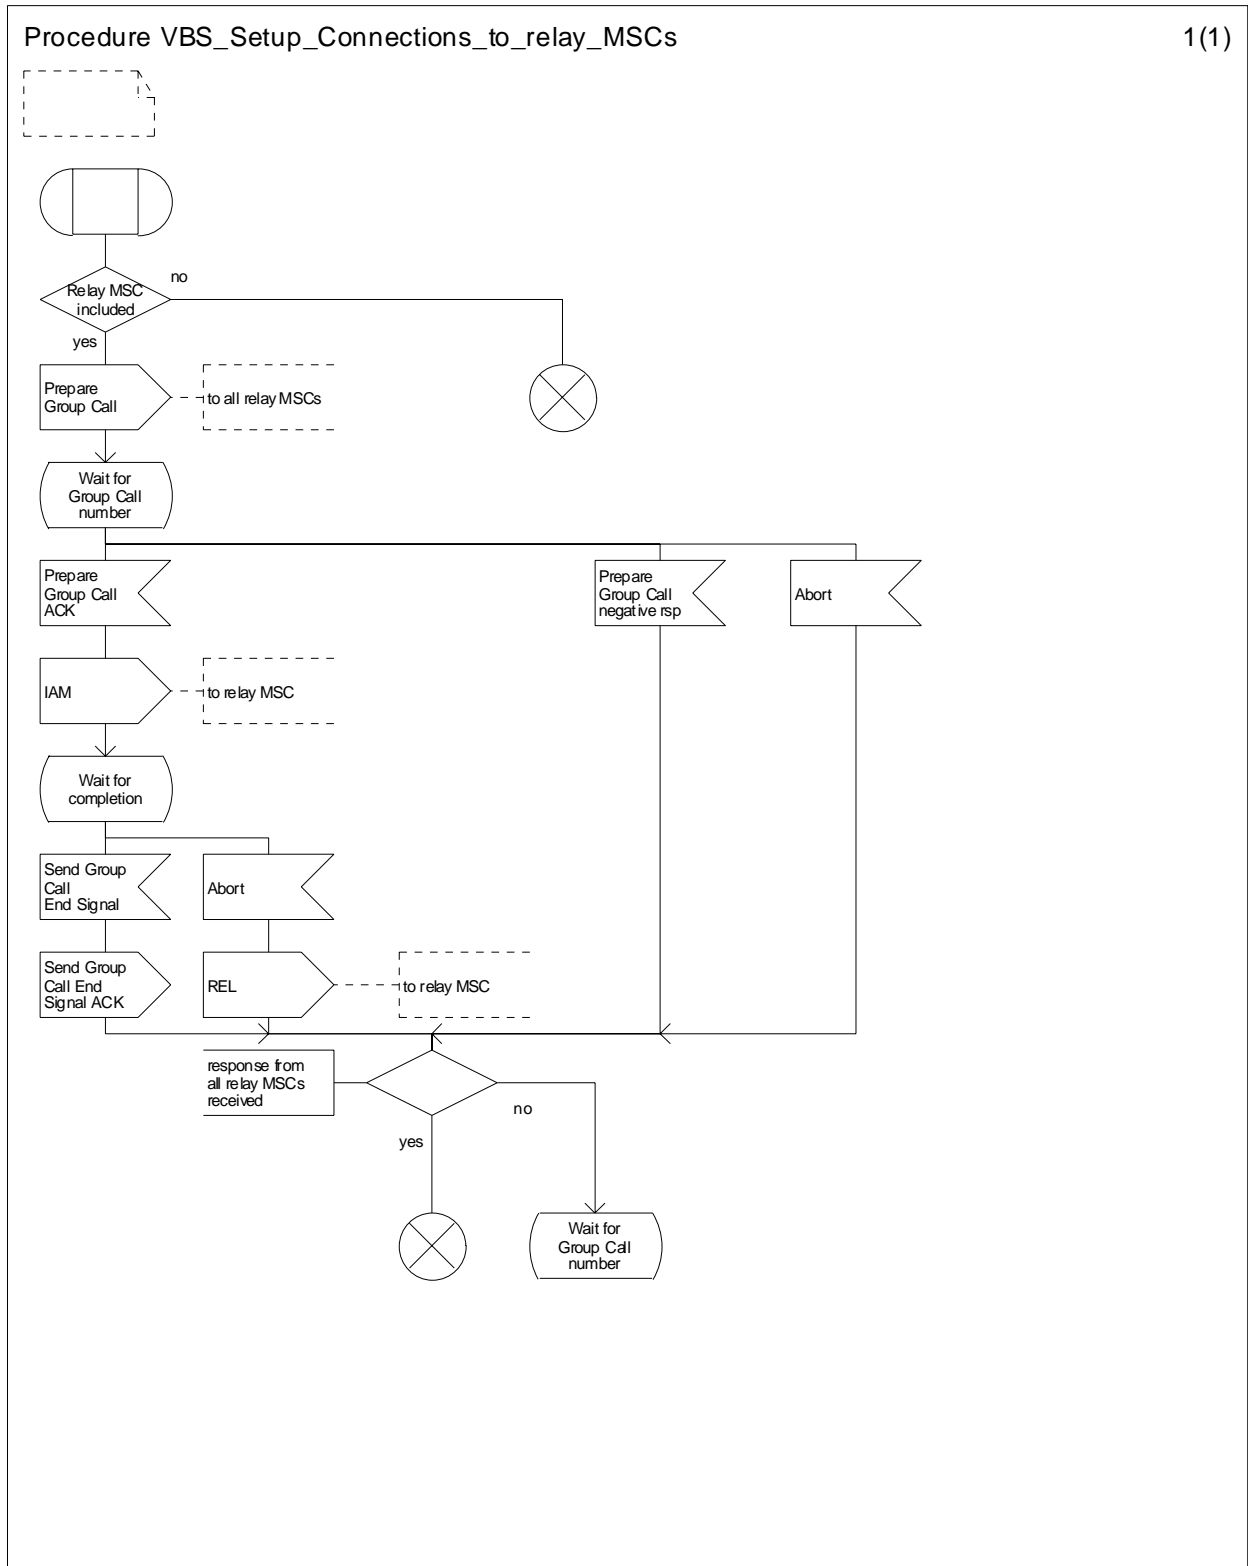 Procedure VBS_Setup_Connections_to_relay_MSCs
1(1)
Relay MSC
included
no
yes
Prepare
Group Call
to all relay MSCs
Wait for
Group Call
number
Prepare
Group Call
ACK
Prepare
Group Call
negative rsp
Abort
IAM
to relay MSC
Wait for
completion
Send Group
Call
End Signal
Abort
Send Group
Call End
Signal ACK
REL
to relay MSC
response from
all relay MSCs
received
no
yes
Wait for
Group Call
number